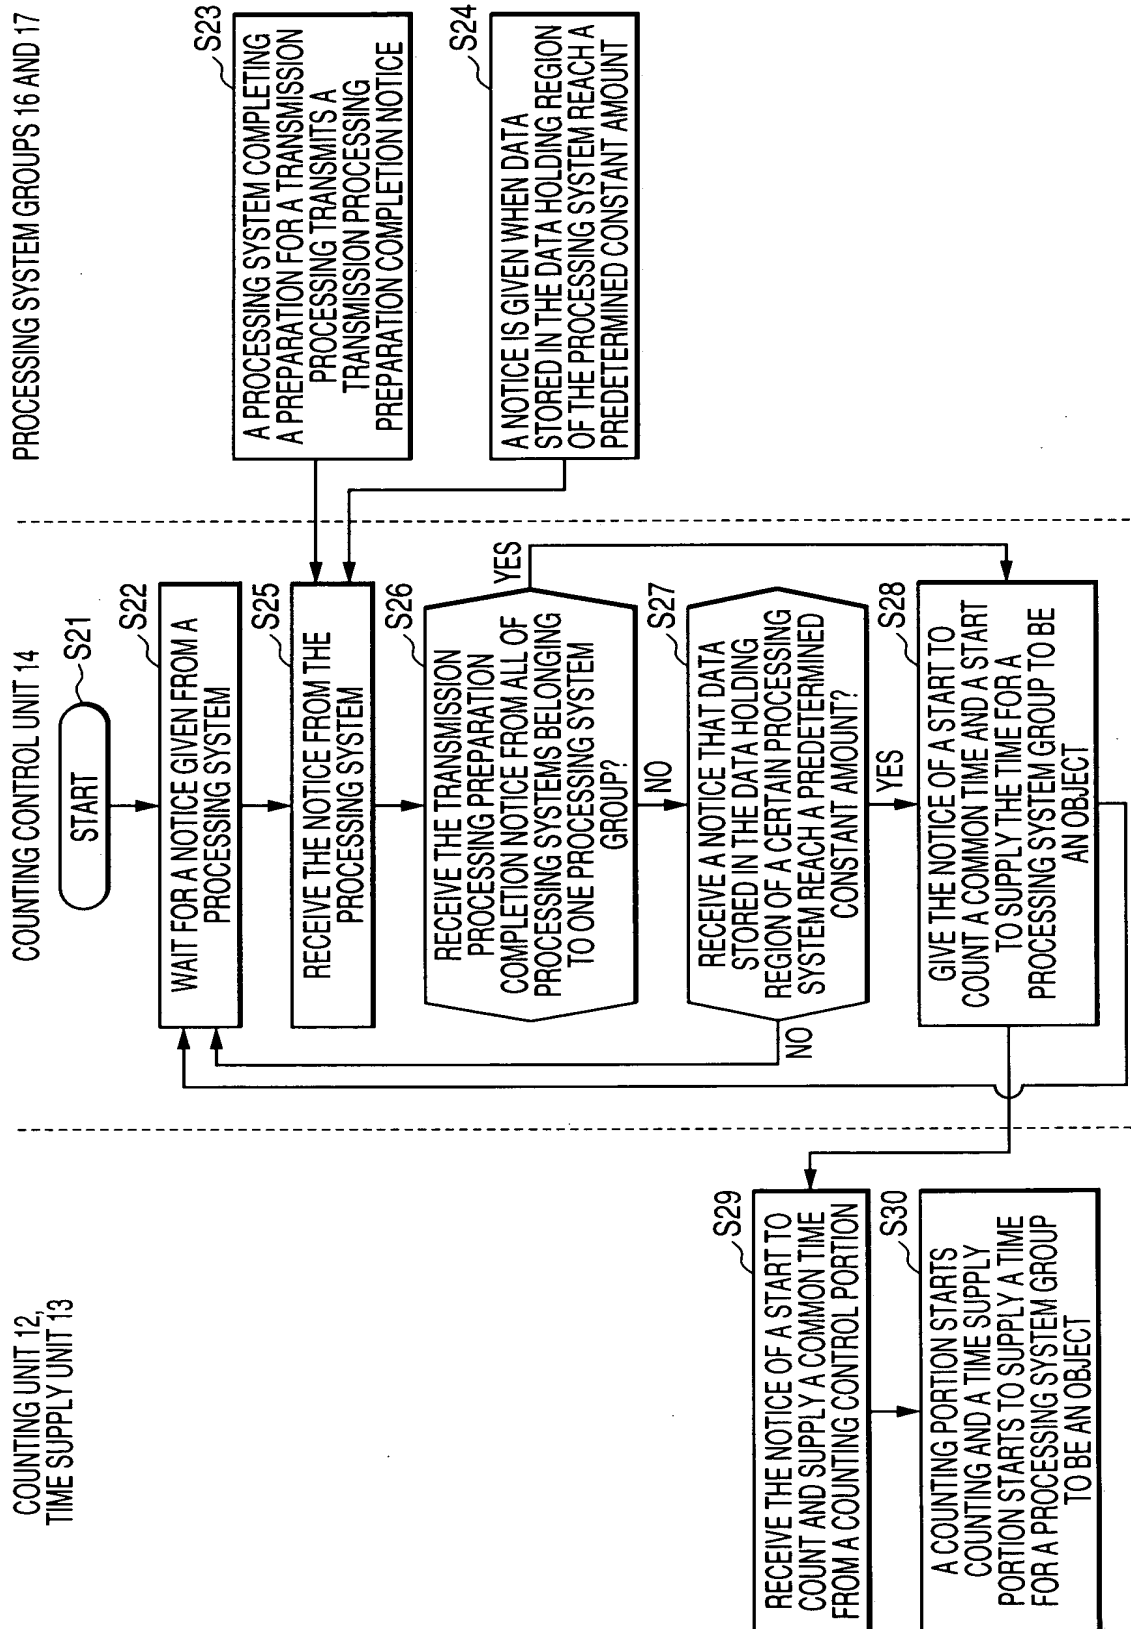 COUNTING UNIT 12,
TIME SUPPLY UNIT 13
COUNTING CONTROL UNIT 14
PROCESSING SYSTEM GROUPS 16 AND 17
START
S21
WAIT FOR A NOTICE GIVEN FROM A
PROCESSING SYSTEM
S22
A PROCESSING SYSTEM COMPLETING
A PREPARATION FOR A TRANSMISSION
PROCESSING TRANSMITS A
TRANSMISSION PROCESSING
PREPARATION COMPLETION NOTICE
S23
A NOTICE IS GIVEN WHEN DATA
STORED IN THE DATA HOLDING REGION
OF THE PROCESSING SYSTEM REACH A
PREDETERMINED CONSTANT AMOUNT
S24
RECEIVE THE NOTICE FROM THE
PROCESSING SYSTEM
S25
RECEIVE THE TRANSMISSION
PROCESSING PREPARATION
COMPLETION NOTICE FROM ALL OF
PROCESSING SYSTEMS BELONGING
TO ONE PROCESSING SYSTEM
GROUP?
S26
YES
NO
RECEIVE A NOTICE THAT DATA
STORED IN THE DATA HOLDING
REGION OF A CERTAIN PROCESSING
SYSTEM REACH A PREDETERMINED
CONSTANT AMOUNT?
S27
NO
YES
GIVE THE NOTICE OF A START TO
COUNT A COMMON TIME AND A START
TO SUPPLY THE TIME FOR A
PROCESSING SYSTEM GROUP TO BE
AN OBJECT
S28
RECEIVE THE NOTICE OF A START TO
COUNT AND SUPPLY A COMMON TIME
FROM A COUNTING CONTROL PORTION
S29
A COUNTING PORTION STARTS
COUNTING AND A TIME SUPPLY
PORTION STARTS TO SUPPLY A TIME
FOR A PROCESSING SYSTEM GROUP
TO BE AN OBJECT
S30